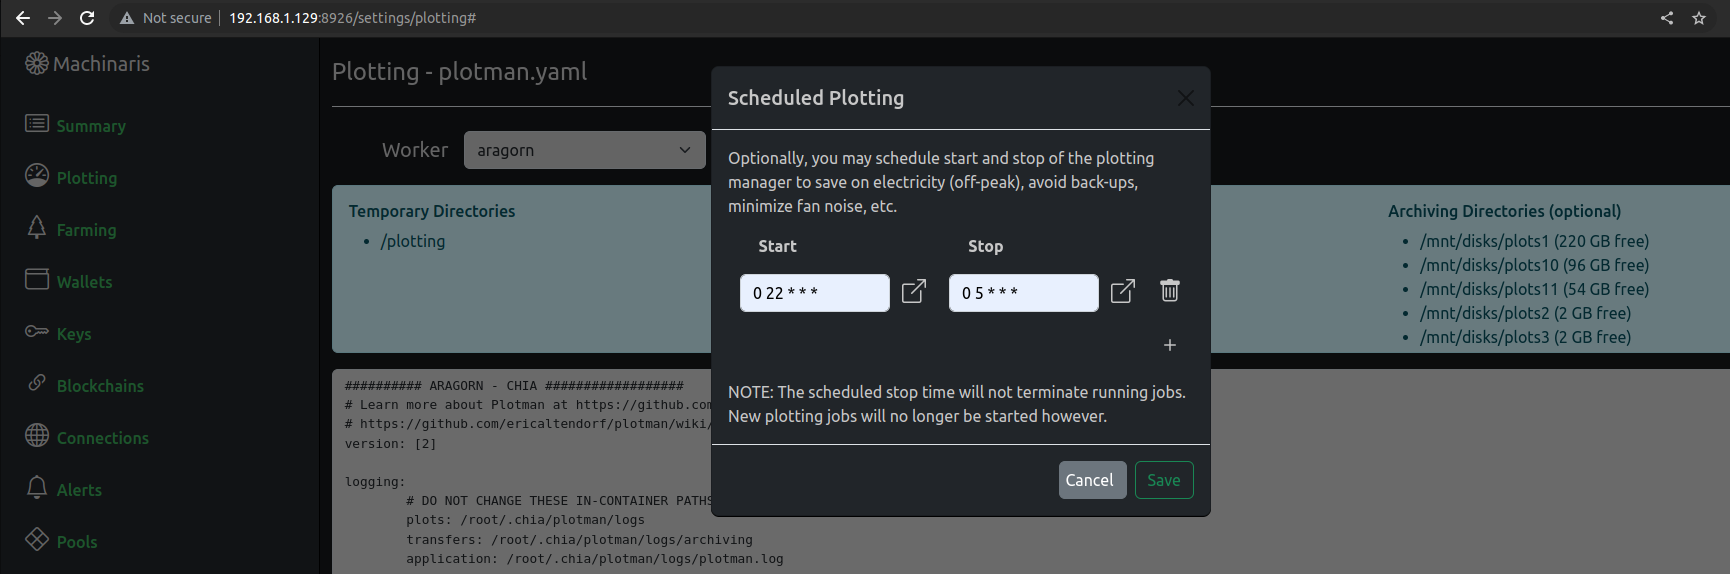 Not secure | 192.168.1.129:8926/settings/plotting#
Machinaris
Summary
Plotting
Farming
Wallets
Keys
Blockchains
Connections
Alerts
Pools
Plotting - plotman.yaml
Worker
aragorn
Temporary Directories
• /plotting
Archiving Directories (optional)
• /mnt/disks/plots1 (220 GB free)
• /mnt/disks/plots10 (96 GB free)
• /mnt/disks/plots11 (54 GB free)
• /mnt/disks/plots2 (2 GB free)
• /mnt/disks/plots3 (2 GB free)
########## ARAGORN - CHIA ##################
# Learn more about Plotman at https://github.com
# https://github.com/ericaltendorf/plotman/wiki/
version: [2]
logging:
# DO NOT CHANGE THESE IN-CONTAINER PATHS
plots: /root/.chia/plotman/logs
transfers: /root/.chia/plotman/logs/archiving
application: /root/.chia/plotman/logs/plotman.log
Scheduled Plotting
Optionally, you may schedule start and stop of the plotting
manager to save on electricity (off-peak), avoid back-ups,
minimize fan noise, etc.
Start Stop
0 22 * * * 0 5 * * *
+
NOTE: The scheduled stop time will not terminate running jobs.
New plotting jobs will no longer be started however.
Cancel Save